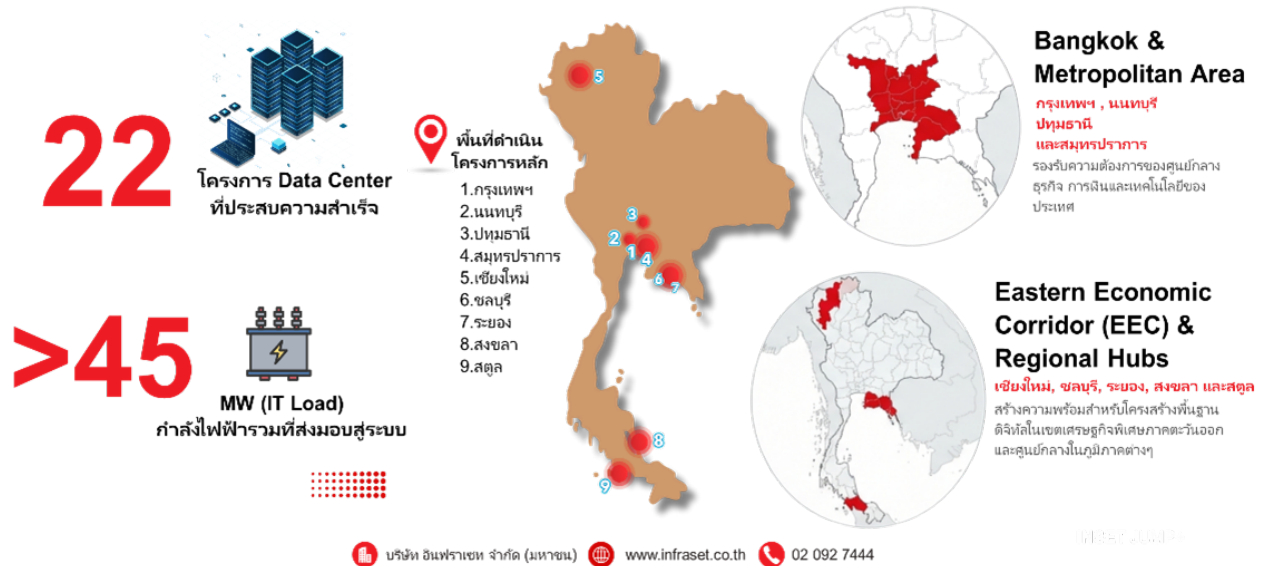 22
โครงการ Data Center
ที่ประสบความสำเร็จ
>45
MW (IT Load)
กำลังไฟฟ้ารวมที่ส่งมอบสู่ระบบ
พื้นที่ดำเนิน
โครงการหลัก
1.กรุงเทพฯ
2.นนทบุรี
3.ปทุมธานี
4.สมุทรปราการ
5.เชียงใหม่
6.ชลบุรี
7.ระยอง
8.สงขลา
9.สตูล
5
3
2
1
4
6
7
8
9
Bangkok &
Metropolitan Area
กรุงเทพฯ , นนทบุรี
ปทุมธานี
และสมุทรปราการ
รองรับความต้องการของศูนย์กลาง
ธุรกิจ การเงินและเทคโนโลยีของ
ประเทศ
Eastern Economic
Corridor (EEC) &
Regional Hubs
เชียงใหม่, ชลบุรี, ระยอง, สงขลา และสตูล
สร้างความพร้อมสำหรับโครงสร้างพื้นฐาน
ดิจิทัลในเขตเศรษฐกิจพิเศษภาคตะวันออก
และศูนย์กลางในภูมิภาคต่างๆ
บริษัท อินฟราเซท จำกัด (มหาชน)
www.infraset.co.th
02 092 7444